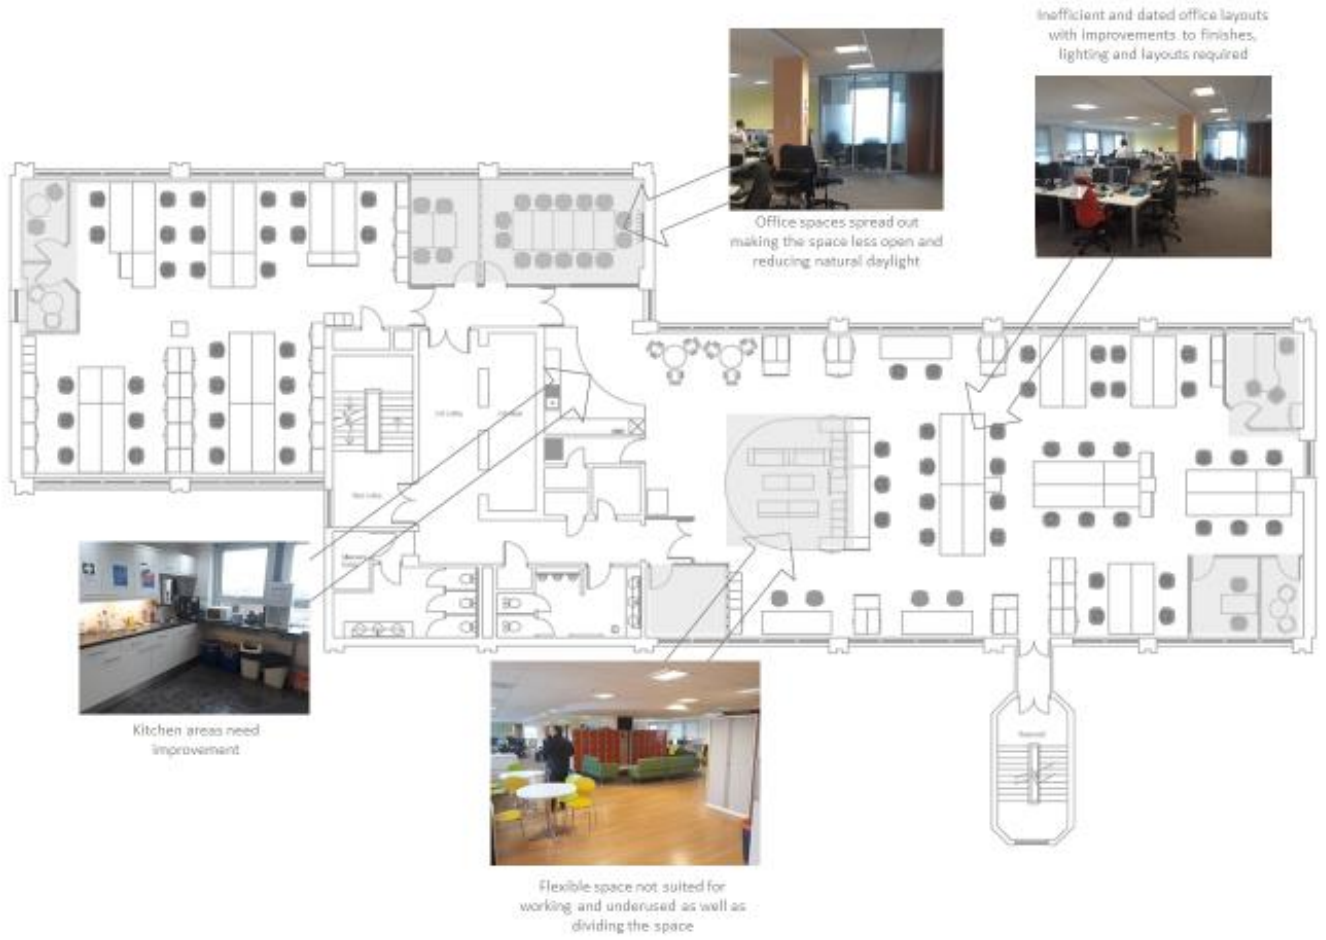 Inefficient and dated office layouts
with improvements to finishes,
lighting and layouts required
Office spaces spread out
making the space less open and
reducing natural daylight
Lift Lobby
Kitchen areas need
improvement
Flexible space not suited for
working and underused as well as
dividing the space